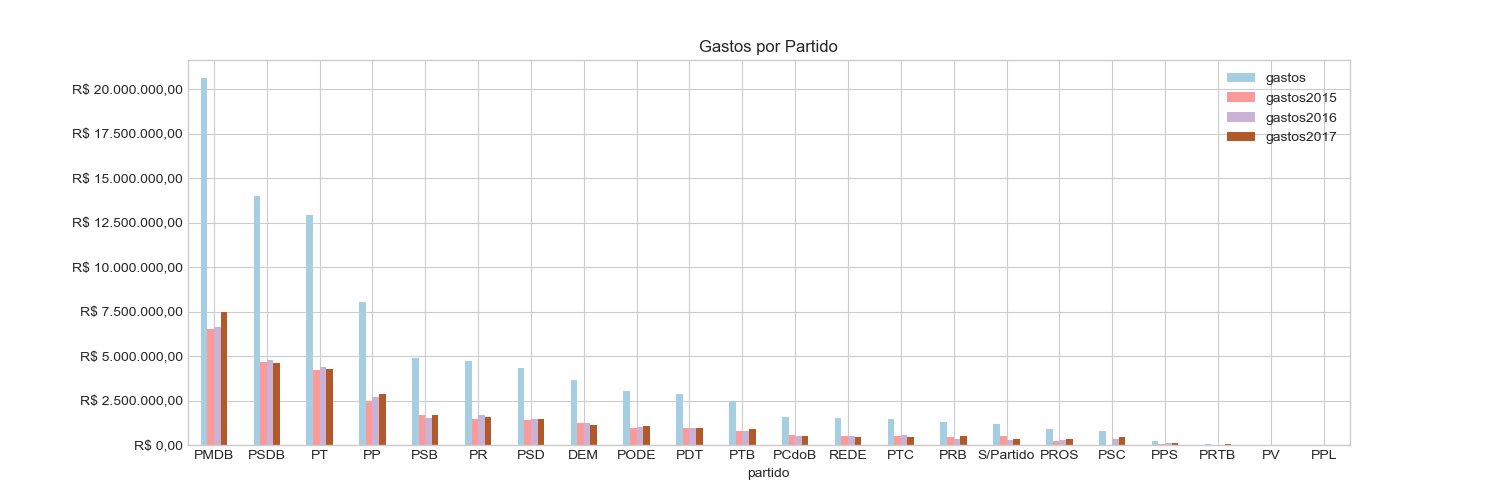 Gastos por Partido
gastos
gastos2015
gastos2016
gastos2017
R$ 20.000.000,00
R$ 17.500.000,00
R$ 15.000.000,00
R$ 12.500.000,00
R$ 10.000.000,00
R$ 7.500.000,00
R$ 5.000.000,00
R$ 2.500.000,00
R$ 0,00
PMDB PSDB PT PP PSB PR PSD DEM PODE PDT PTB PCdoB REDE PTC PRB S/Partido PROS PSC PPS PRTB PV PPL
partido